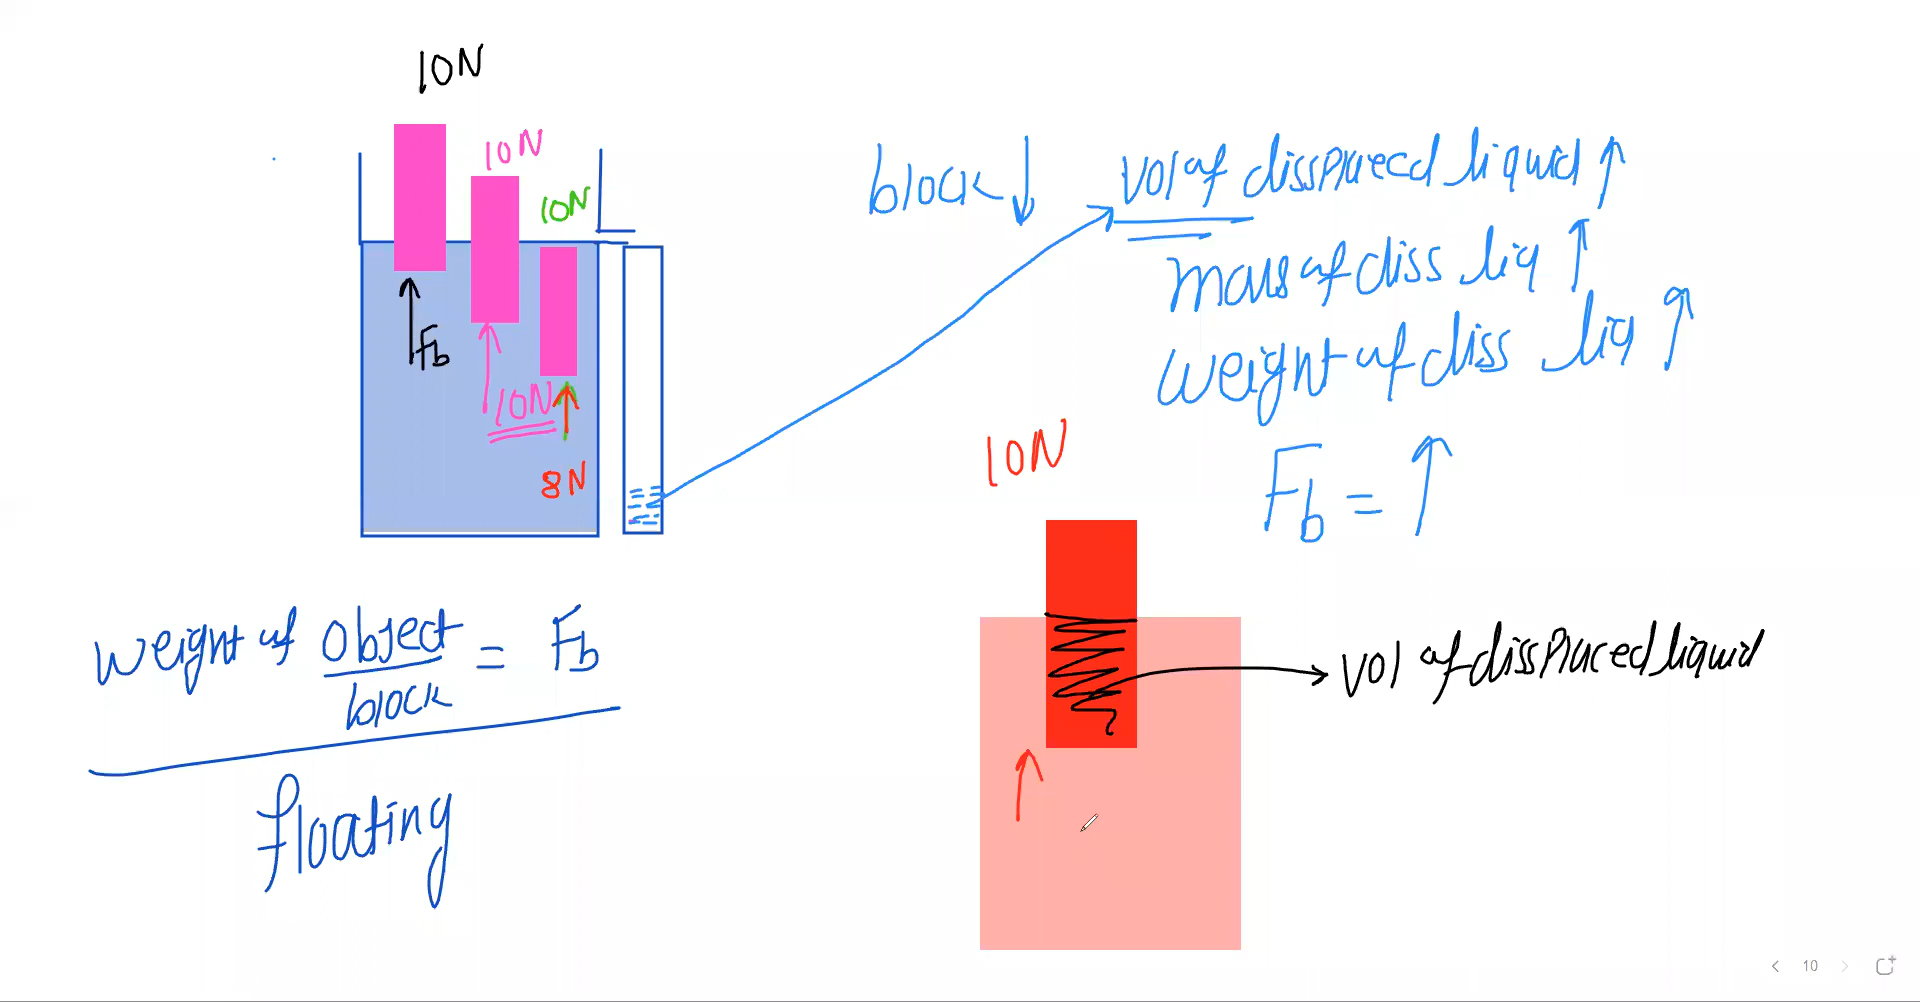 10N
10N
10N
Fb
10N
8N
block ↓ vol of dissplaced liquid ↑
mass of diss liq ↑
weight of diss liq ↑
Fb = ↑
10N
vol of dissplaced liquid
weight of object = Fb
block
floating
10